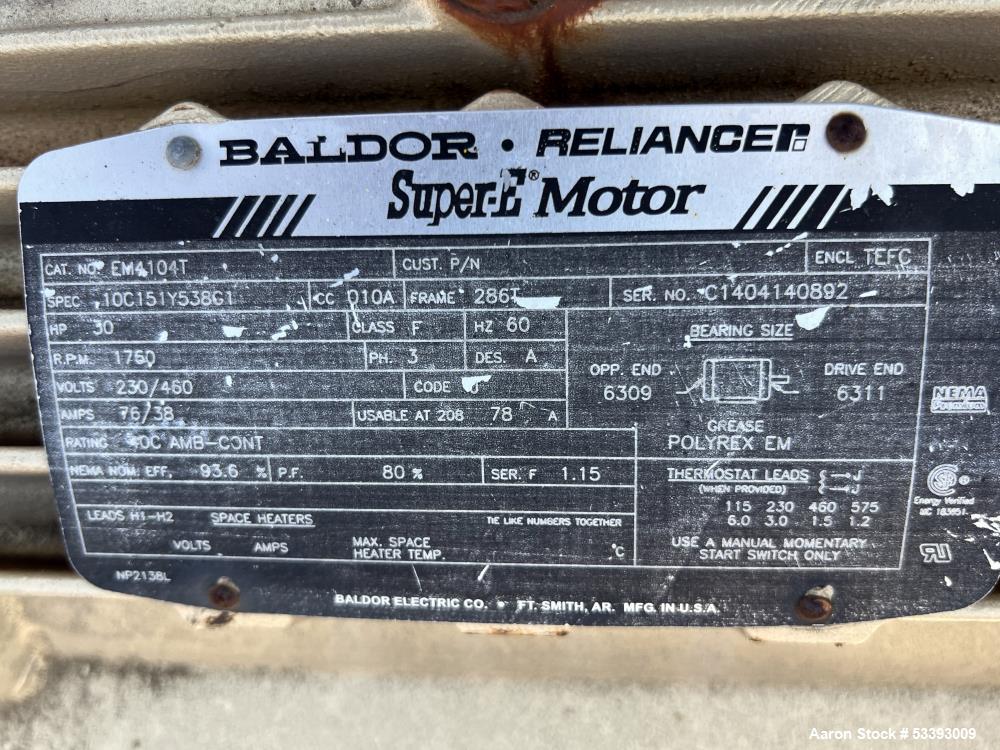 BALDOR • RELIANCER
Super-E® Motor
CAT. NO. EM4104T CUST. P/N ENCL TEFC
SPEC 10C151Y538G1 CC 010A FRAME 286T SER. NO. C1404140892
HP 30 CLASS F HZ 60 BEARING SIZE
R.P.M. 1760 PH. 3 DES. A OPP. END DRIVE END
VOLTS 230/460 CODE 6309 6311
AMPS 76/38 USABLE AT 208 78 A
GREASE
RATING 40C AMB-CONT POLYREX EM
NEMA NOM. EFF. 93.6 % P.F. 80 % SER. F 1.15 THERMOSTAT LEADS J
(WHEN PROVIDED) J
115 230 460 575
LEADS H1-H2 SPACE HEATERS TIE LIKE NUMBERS TOGETHER 6.0 3.0 1.5 1.2
VOLTS AMPS MAX. SPACE HEATER TEMP. °C
USE A MANUAL MOMENTARY
START SWITCH ONLY
NEMA
Premium
Energy Verified
NP2138L
BALDOR ELECTRIC CO. • FT. SMITH, AR. MFG. IN U.S.A.
Aaron Stock # 53393009